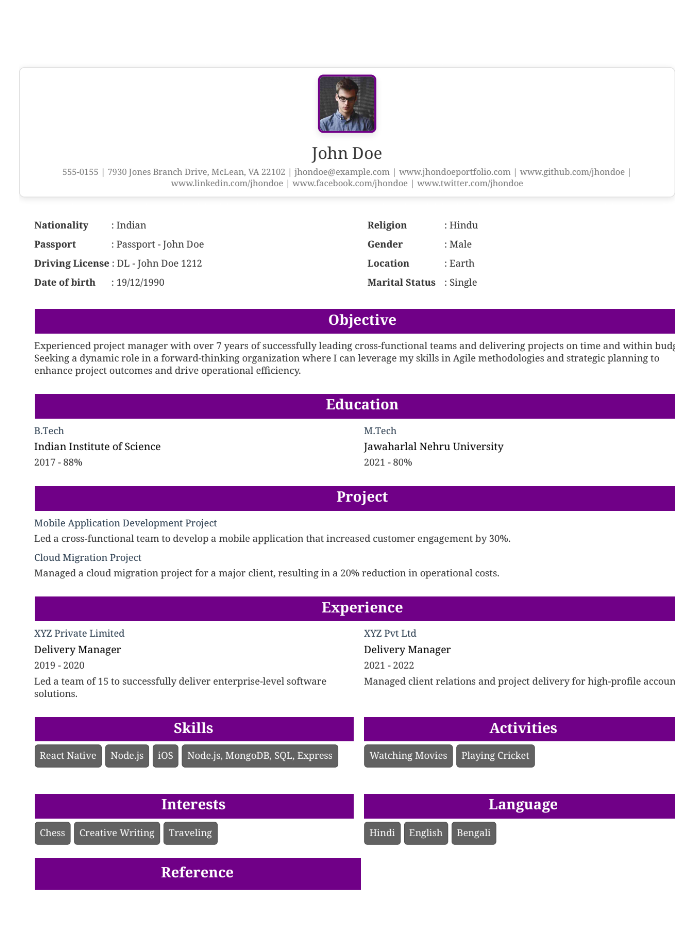 John Doe
555-0155 | 7930 Jones Branch Drive, McLean, VA 22102 | jhondoe@example.com | www.jhondoeportfolio.com | www.github.com/jhondoe |
www.linkedin.com/jhondoe | www.facebook.com/jhondoe | www.twitter.com/jhondoe
Nationality : Indian
Religion : Hindu
Passport : Passport - John Doe
Gender : Male
Driving License : DL - John Doe 1212
Location : Earth
Date of birth : 19/12/1990
Marital Status : Single
Objective
Experienced project manager with over 7 years of successfully leading cross-functional teams and delivering projects on time and within
Seeking a dynamic role in a forward-thinking organization where I can leverage my skills in Agile methodologies and strategic planning to
enhance project outcomes and drive operational efficiency.
Education
B.Tech
Indian Institute of Science
2017 - 88%
M.Tech
Jawaharlal Nehru University
2021 - 80%
Project
Mobile Application Development Project
Led a cross-functional team to develop a mobile application that increased customer engagement by 30%.
Cloud Migration Project
Managed a cloud migration project for a major client, resulting in a 20% reduction in operational costs.
Experience
XYZ Private Limited
Delivery Manager
2019 - 2020
Led a team of 15 to successfully deliver enterprise-level software
solutions.
XYZ Pvt Ltd
Delivery Manager
2021 - 2022
Managed client relations and project delivery for high-profile
Skills
React Native
Node.js
iOS
Node.js, MongoDB, SQL, Express
Activities
Watching Movies
Playing Cricket
Interests
Chess
Creative Writing
Traveling
Language
Hindi
English
Bengali
Reference